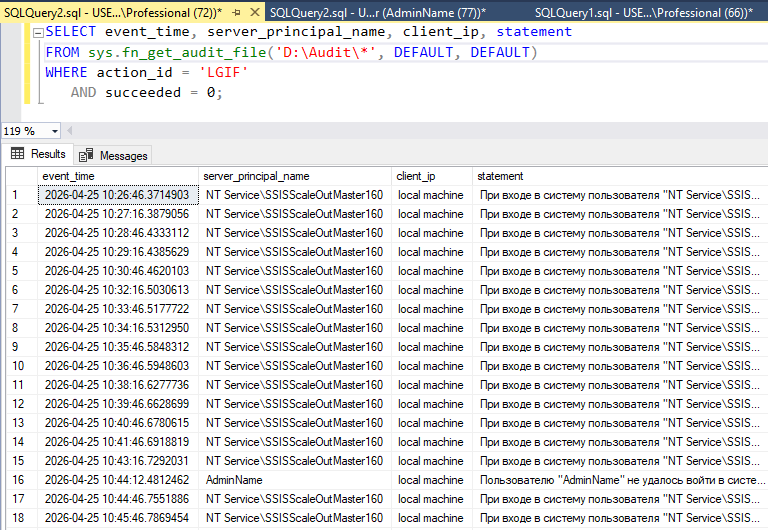 SQLQuery2.sql - USE...\Professional (72))* SQLQuery2.sql - U...r (AdminName (77))* SQLQuery1.sql - USE...\Professional (66))*
SELECT event_time, server_principal_name, client_ip, statement
FROM sys.fn_get_audit_file('D:\Audit\*', DEFAULT, DEFAULT)
WHERE action_id = 'LGIF'
AND succeeded = 0;
119 %
Results Messages
event_time server_principal_name client_ip statement
1 2026-04-25 10:26:46.3714903 NT Service\SSISScaleOutMaster160 local machine При входе в систему пользователя "NT Service\SSIS...
2 2026-04-25 10:27:16.3879056 NT Service\SSISScaleOutMaster160 local machine При входе в систему пользователя "NT Service\SSIS...
3 2026-04-25 10:28:46.4333112 NT Service\SSISScaleOutMaster160 local machine При входе в систему пользователя "NT Service\SSIS...
4 2026-04-25 10:29:16.4385629 NT Service\SSISScaleOutMaster160 local machine При входе в систему пользователя "NT Service\SSIS...
5 2026-04-25 10:30:46.4620103 NT Service\SSISScaleOutMaster160 local machine При входе в систему пользователя "NT Service\SSIS...
6 2026-04-25 10:32:16.5030613 NT Service\SSISScaleOutMaster160 local machine При входе в систему пользователя "NT Service\SSIS...
7 2026-04-25 10:33:46.5177722 NT Service\SSISScaleOutMaster160 local machine При входе в систему пользователя "NT Service\SSIS...
8 2026-04-25 10:34:16.5312950 NT Service\SSISScaleOutMaster160 local machine При входе в систему пользователя "NT Service\SSIS...
9 2026-04-25 10:35:46.5848312 NT Service\SSISScaleOutMaster160 local machine При входе в систему пользователя "NT Service\SSIS...
10 2026-04-25 10:36:46.5948603 NT Service\SSISScaleOutMaster160 local machine При входе в систему пользователя "NT Service\SSIS...
11 2026-04-25 10:38:16.6277736 NT Service\SSISScaleOutMaster160 local machine При входе в систему пользователя "NT Service\SSIS...
12 2026-04-25 10:39:46.6628699 NT Service\SSISScaleOutMaster160 local machine При входе в систему пользователя "NT Service\SSIS...
13 2026-04-25 10:40:46.6780615 NT Service\SSISScaleOutMaster160 local machine При входе в систему пользователя "NT Service\SSIS...
14 2026-04-25 10:41:46.6918819 NT Service\SSISScaleOutMaster160 local machine При входе в систему пользователя "NT Service\SSIS...
15 2026-04-25 10:43:16.7292031 NT Service\SSISScaleOutMaster160 local machine При входе в систему пользователя "NT Service\SSIS...
16 2026-04-25 10:44:12.4812462 AdminName local machine Пользователю "AdminName" не удалось войти в систе...
17 2026-04-25 10:44:46.7551886 NT Service\SSISScaleOutMaster160 local machine При входе в систему пользователя "NT Service\SSIS...
18 2026-04-25 10:45:46.7869454 NT Service\SSISScaleOutMaster160 local machine При входе в систему пользователя "NT Service\SSIS...